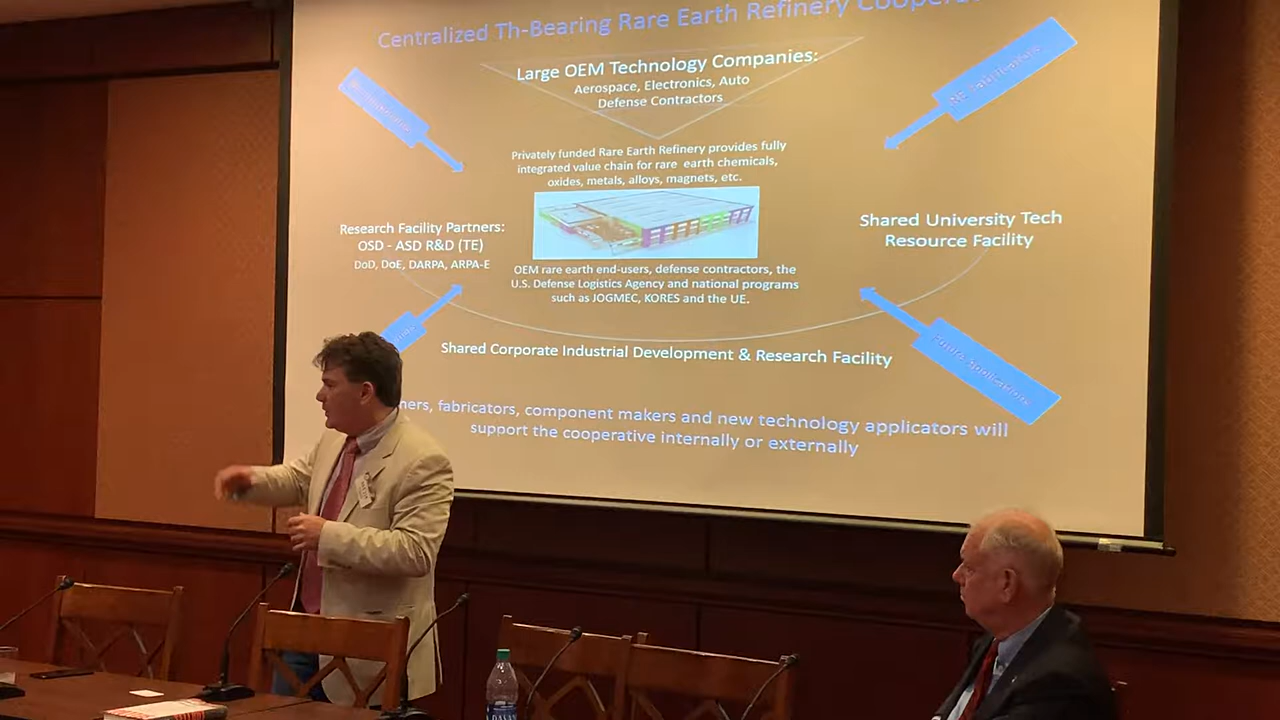 Centralized Th-Bearing Rare Earth Refinery
Large OEM Technology Companies:
Aerospace, Electronics, Auto
Defense Contractors
Privately funded Rare Earth Refinery provides fully
integrated value chain for rare earth chemicals,
oxides, metals, alloys, magnets, etc.
Research Facility Partners:
OSD - ASD R&D (TE)
DoD, DoE, DARPA, ARPA-E
Shared University Tech
Resource Facility
OEM rare earth end-users, defense contractors, the
U.S. Defense Logistics Agency and national programs
such as JOGMEC, KORES and the UE.
Future Applications
Shared Corporate Industrial Development & Research Facility
fabricators, component makers and new technology applicators will
support the cooperative internally or externally
DASANI